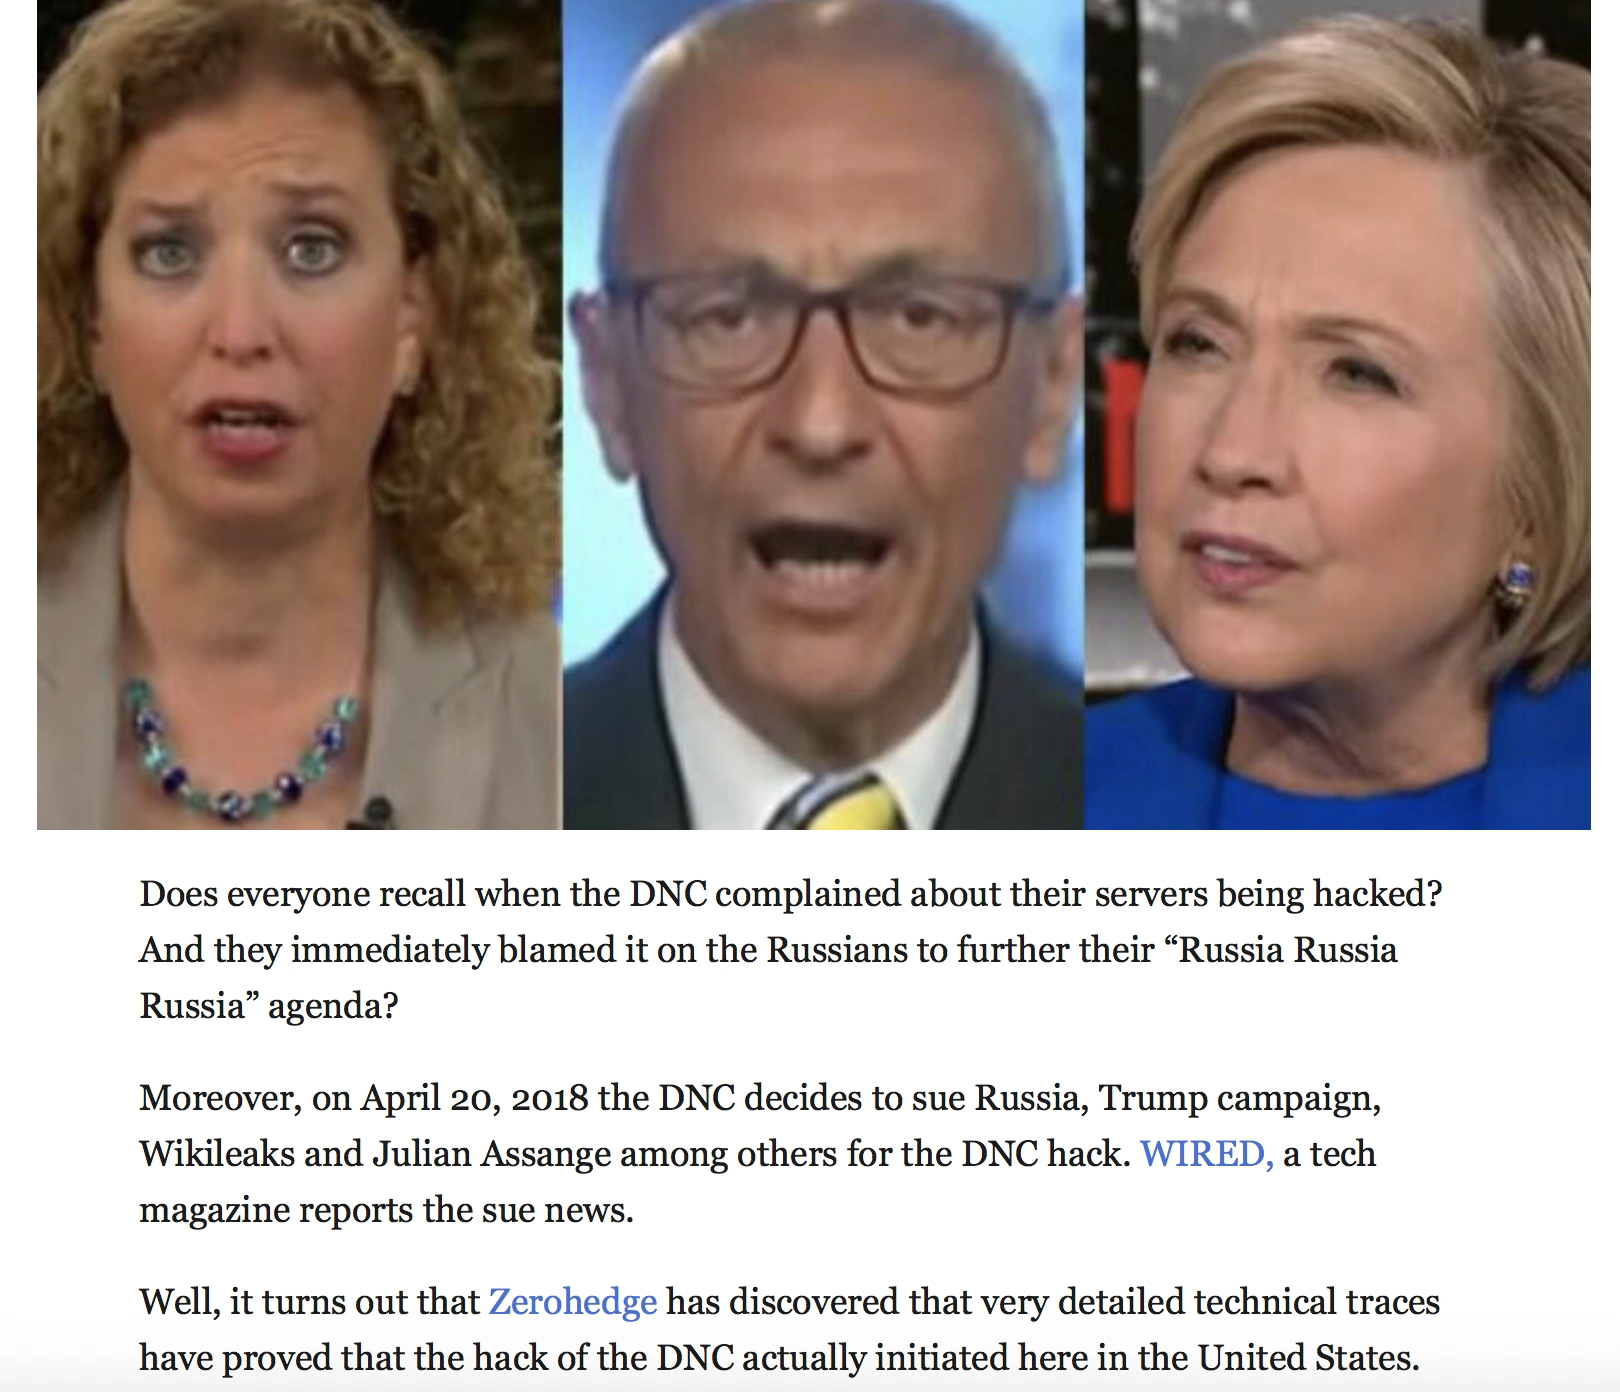 Does everyone recall when the DNC complained about their servers being hacked?
And they immediately blamed it on the Russians to further their “Russia Russia
Russia” agenda?
Moreover, on April 20, 2018 the DNC decides to sue Russia, Trump campaign,
Wikileaks and Julian Assange among others for the DNC hack. WIRED, a tech
magazine reports the sue news.
Well, it turns out that Zerohedge has discovered that very detailed technical traces
have proved that the hack of the DNC actually initiated here in the United States.